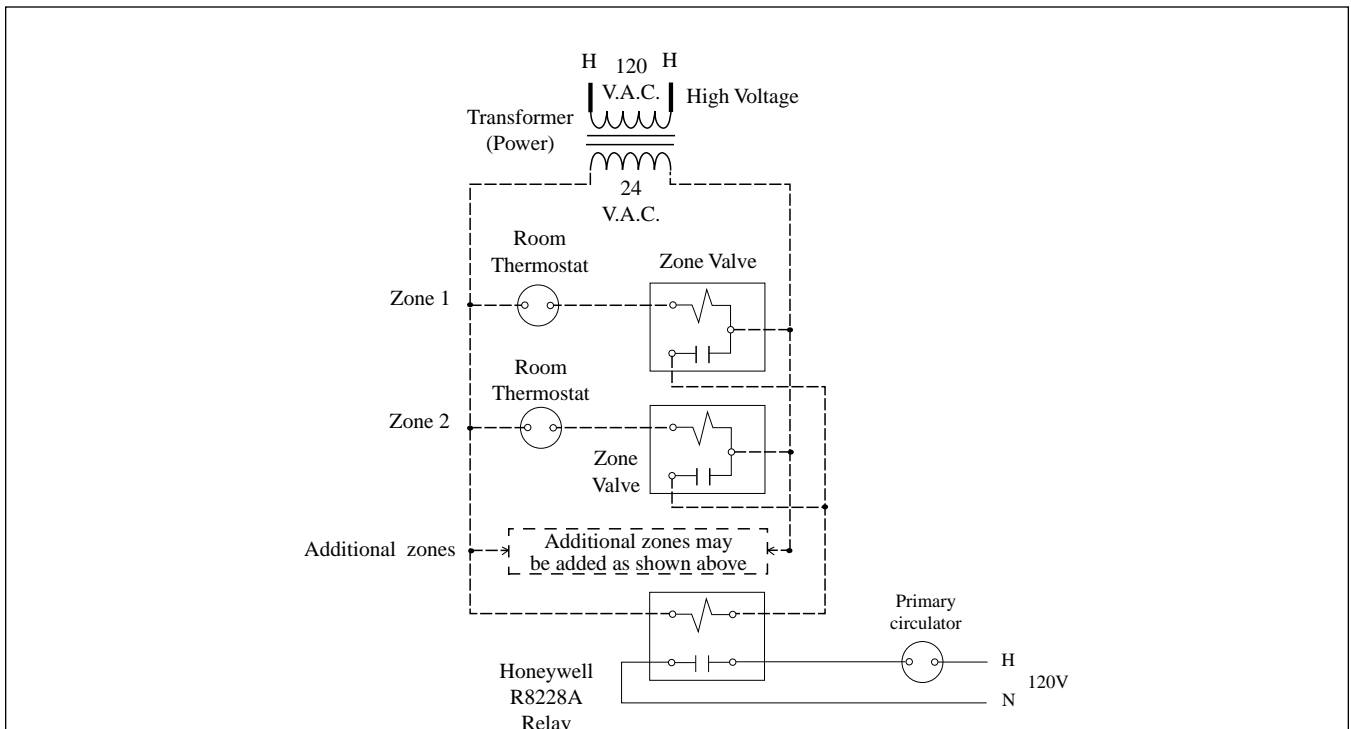 H 120 H
V.A.C.
High Voltage
Transformer
(Power)
24
V.A.C.
Room
Thermostat
Zone Valve
Zone 1
Room
Thermostat
Zone 2
Zone
Valve
Additional zones
Additional zones may
be added as shown above
Primary
circulator
Honeywell
R8228A
Relay
H
120V
N